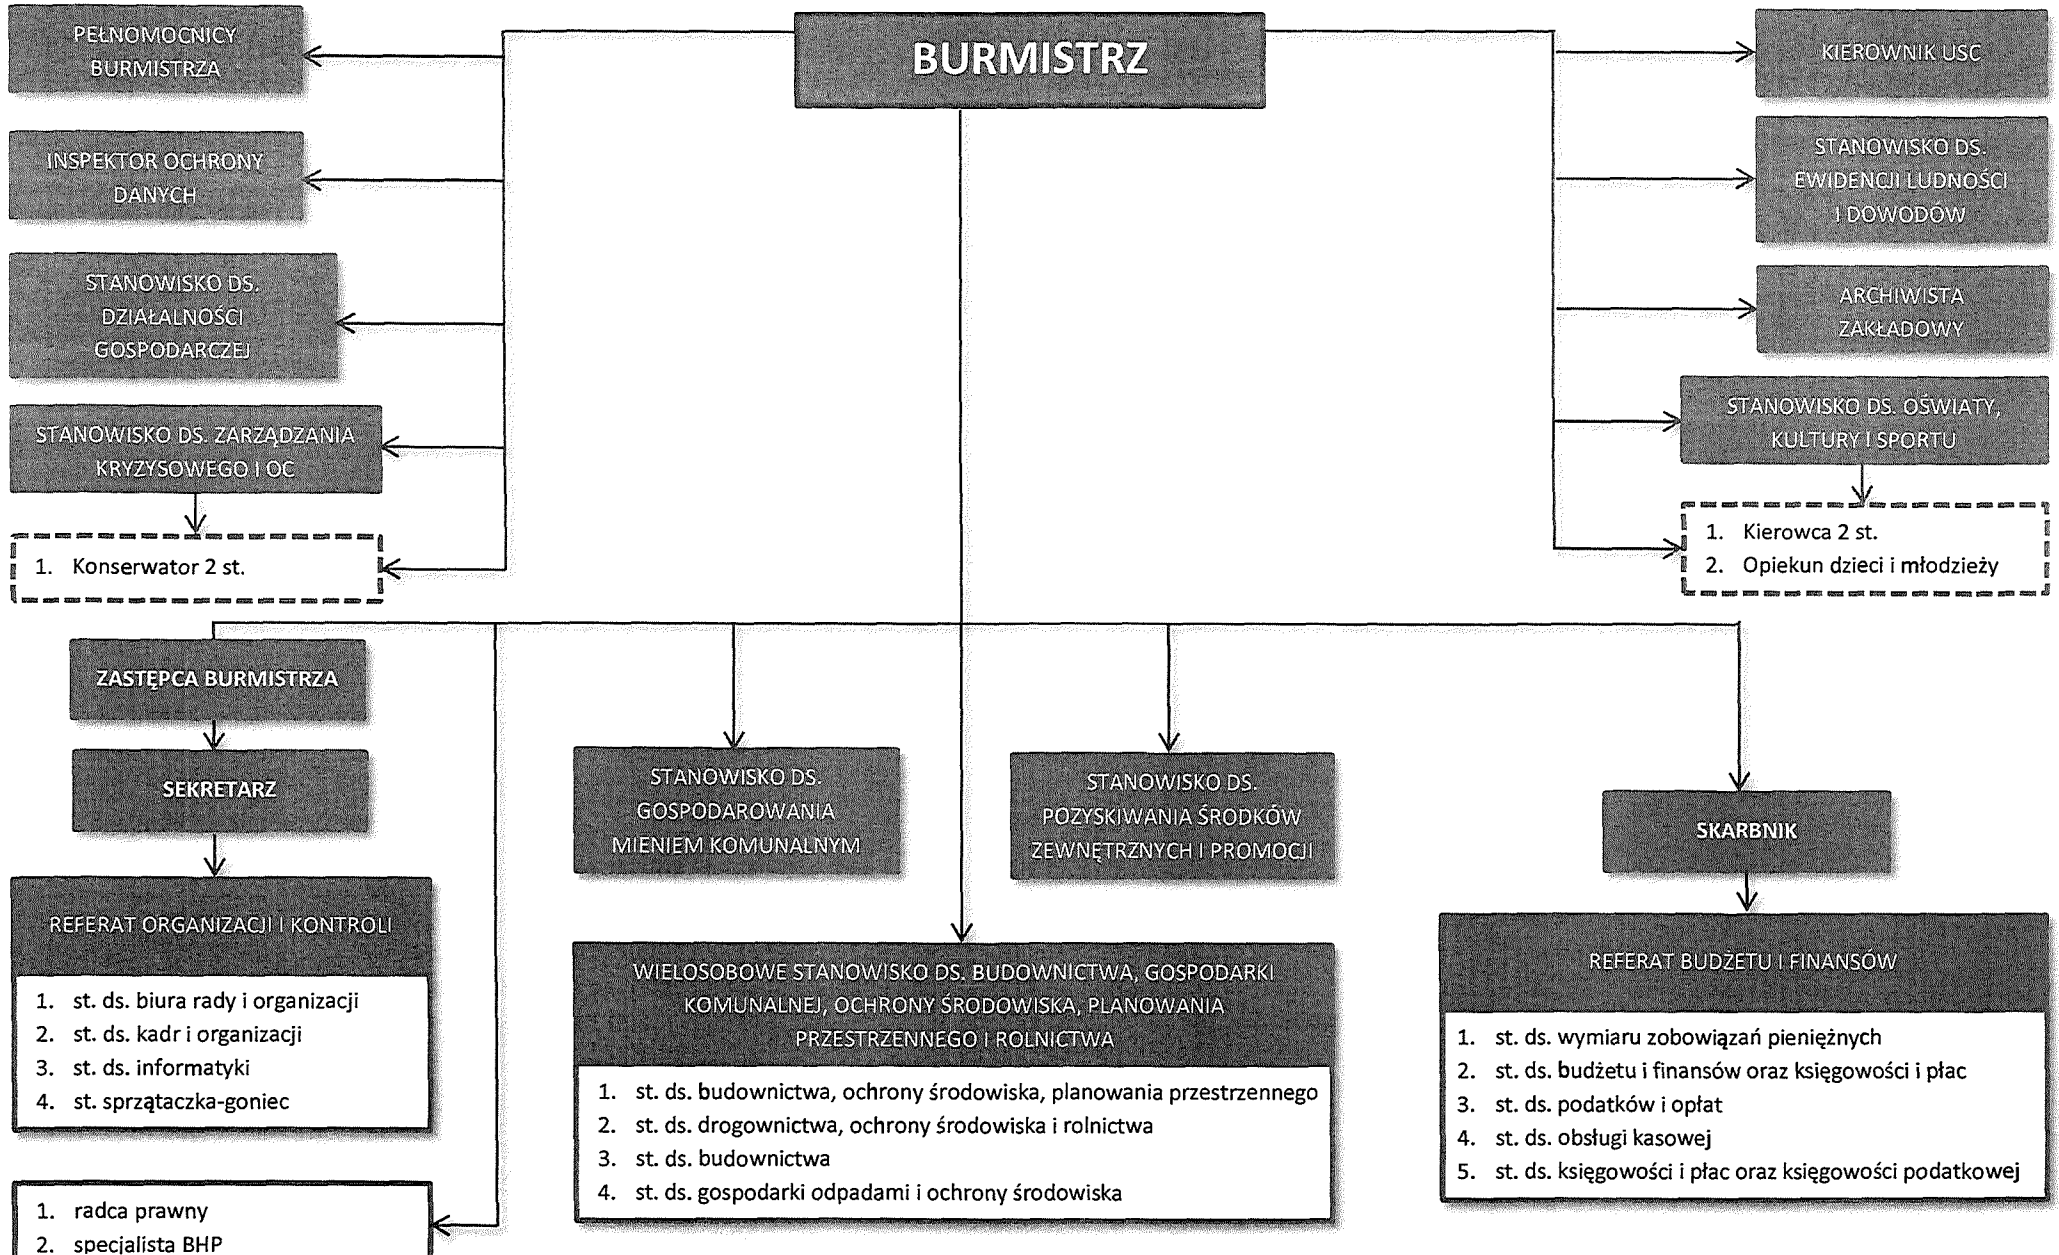 BURMISTRZ
PEŁNOMOCNICY
BURMISTRZA
INSPEKTOR OCHRONY
DANYCH
STANOWISKO DS.
DZIAŁALNOŚCI
GOSPODARCZEJ
STANOWISKO DS. ZARZĄDZANIA
KRYZYSOWEGO I OC
1. Konserwator 2 st.
KIEROWNIK USC
STANOWISKO DS.
EWIDENCJI LUDNOŚCI
I DOWODÓW
ARCHIWISTA
ZAKŁADOWY
STANOWISKO DS. OŚWIATY,
KULTURY I SPORTU
1. Kierowca 2 st.
2. Opiekun dzieci i młodzieży
ZASTĘPCA BURMISTRZA
SEKRETARZ
REFERAT ORGANIZACJI I KONTROLI
1. st. ds. biura rady i organizacji
2. st. ds. kadr i organizacji
3. st. ds. informatyki
4. st. sprzątaczka-goniec
1. radca prawny
2. specjalista BHP
STANOWISKO DS.
GOSPODAROWANIA
MIENIEM KOMUNALNYM
STANOWISKO DS.
POZYSKIWANIA ŚRODKÓW
ZEWNĘTRZNYCH I PROMOCJI
WIELOSOBOWE STANOWISKO DS. BUDOWNICTWA, GOSPODARKI
KOMUNALNEJ, OCHRONY ŚRODOWISKA, PLANOWANIA
PRZESTRZENNEGO I ROLNICTWA
1. st. ds. budownictwa, ochrony środowiska, planowania przestrzennego
2. st. ds. drogownictwa, ochrony środowiska i rolnictwa
3. st. ds. budownictwa
4. st. ds. gospodarki odpadami i ochrony środowiska
SKARBNIK
REFERAT BUDŻETU I FINANSÓW
1. st. ds. wymiaru zobowiązań pieniężnych
2. st. ds. budżetu i finansów oraz księgowości i płac
3. st. ds. podatków i opłat
4. st. ds. obsługi kasowej
5. st. ds. księgowości i płac oraz księgowości podatkowej